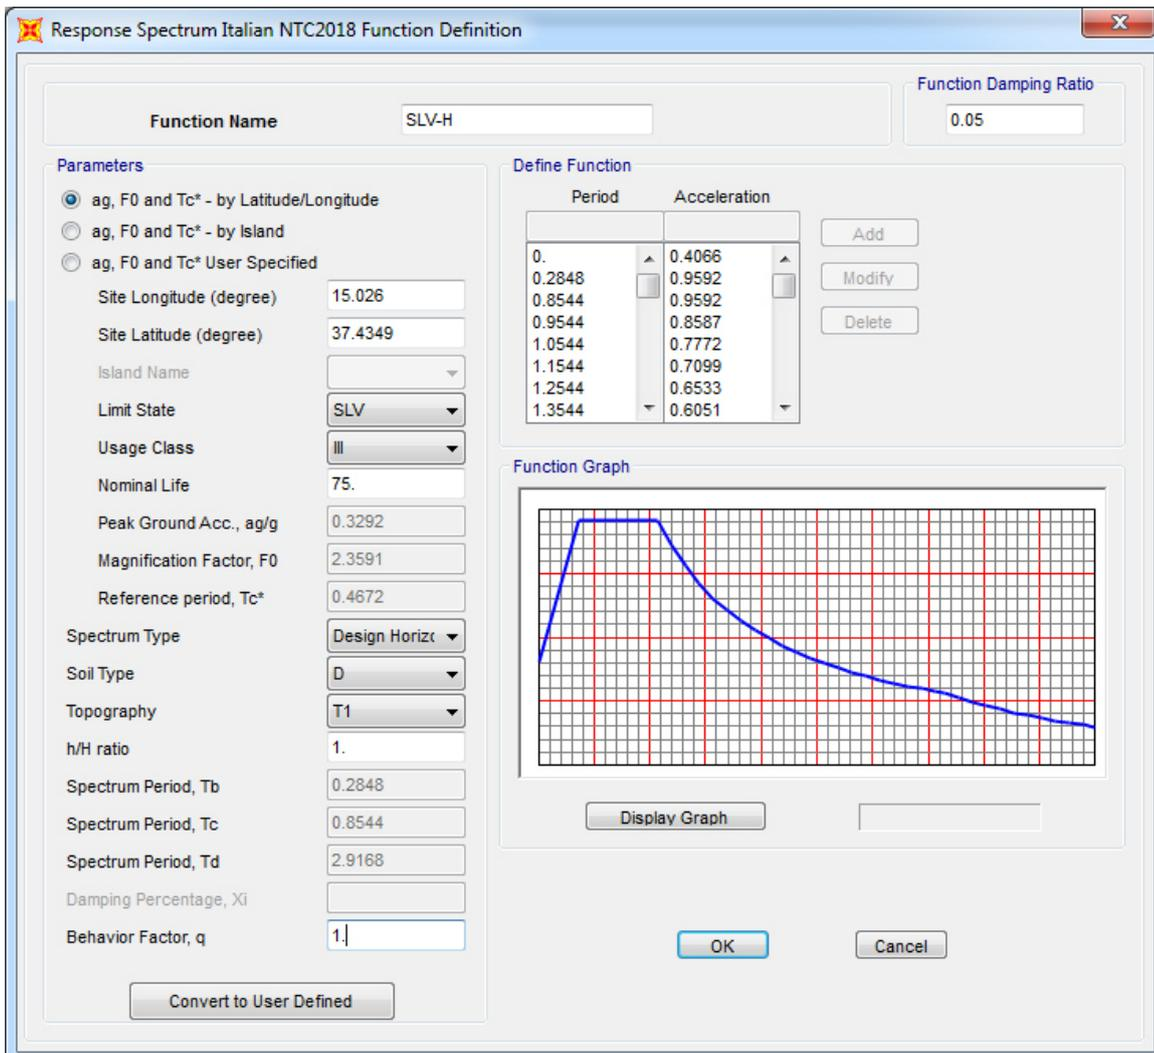 Response Spectrum Italian NTC2018 Function Definition
Function Damping Ratio
Function Name
SLV-H
0.05
Parameters
ag, F0 and Tc* - by Latitude/Longitude
ag, F0 and Tc* - by Island
ag, F0 and Tc* User Specified
Site Longitude (degree) 15.026
Site Latitude (degree) 37.4349
Island Name
Limit State SLV
Usage Class III
Nominal Life 75.
Peak Ground Acc., ag/g 0.3292
Magnification Factor, F0 2.3591
Reference period, Tc* 0.4672
Spectrum Type Design Horizc
Soil Type D
Topography T1
h/H ratio 1.
Spectrum Period, Tb 0.2848
Spectrum Period, Tc 0.8544
Spectrum Period, Td 2.9168
Damping Percentage, Xi
Behavior Factor, q 1.
Convert to User Defined
Define Function
Period Acceleration
0. 0.4066
0.2848 0.9592
0.8544 0.9592
0.9544 0.8587
1.0544 0.7772
1.1544 0.7099
1.2544 0.6533
1.3544 0.6051
Add
Modify
Delete
Function Graph
Display Graph
OK Cancel